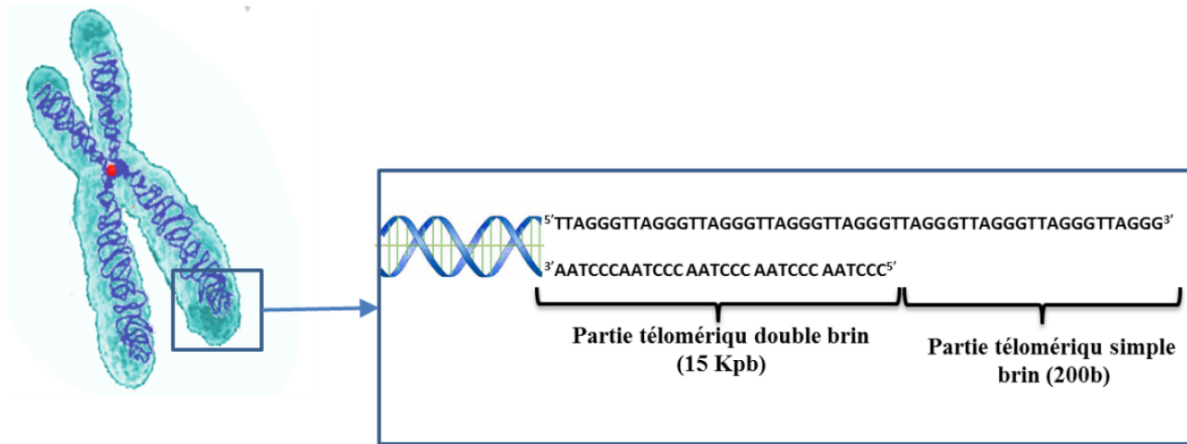 5'TTAGGGTTAGGGTTAGGGTTAGGGTTAGGGTTAGGGTTAGGGTTAGGGTTAGGG3'
3'AATCCCAATCCC AATCCC AATCCC AATCCC5'
Partie télomériqu double brin
(15 Kpb)
Partie télomériqu simple
brin (200b)